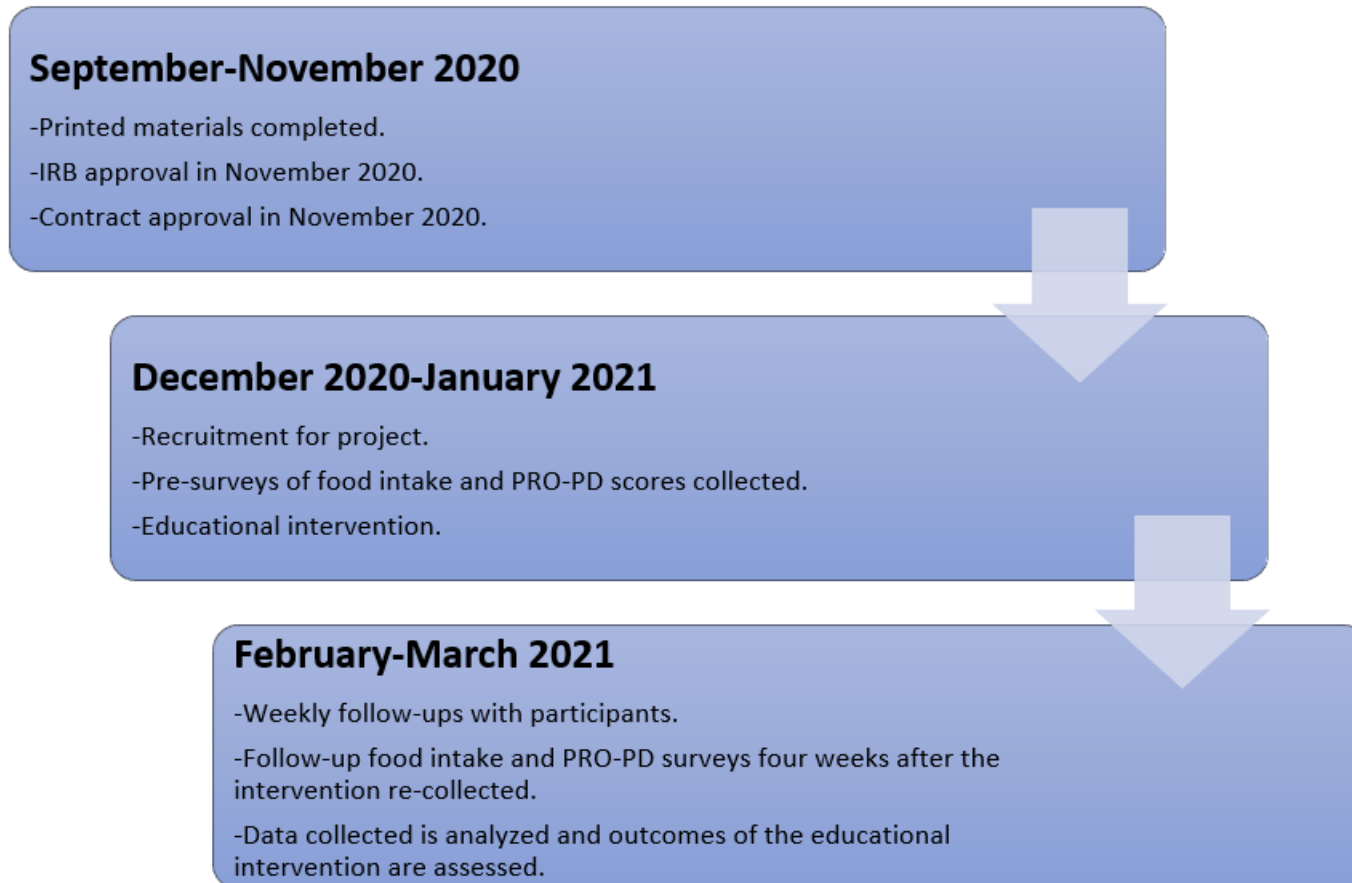 September-November 2020
-Printed materials completed.
-IRB approval in November 2020.
-Contract approval in November 2020.
December 2020-January 2021
-Recruitment for project.
-Pre-surveys of food intake and PRO-PD scores collected.
-Educational intervention.
February-March 2021
-Weekly follow-ups with participants.
-Follow-up food intake and PRO-PD surveys four weeks after the
intervention re-collected.
-Data collected is analyzed and outcomes of the educational
intervention are assessed.